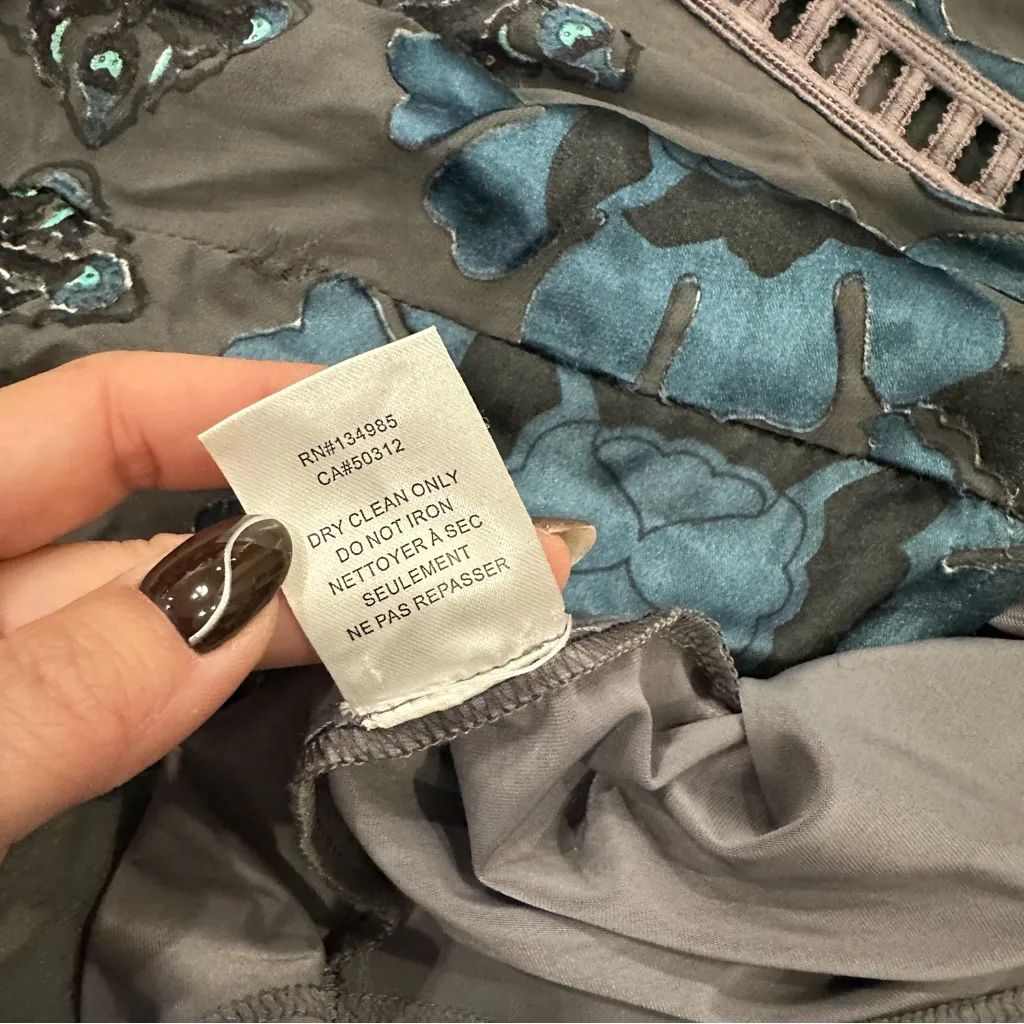 RN#134985
CA#50312
DRY CLEAN ONLY
DO NOT IRON
NETTOYER À SEC
SEULEMENT
NE PAS REPASSER